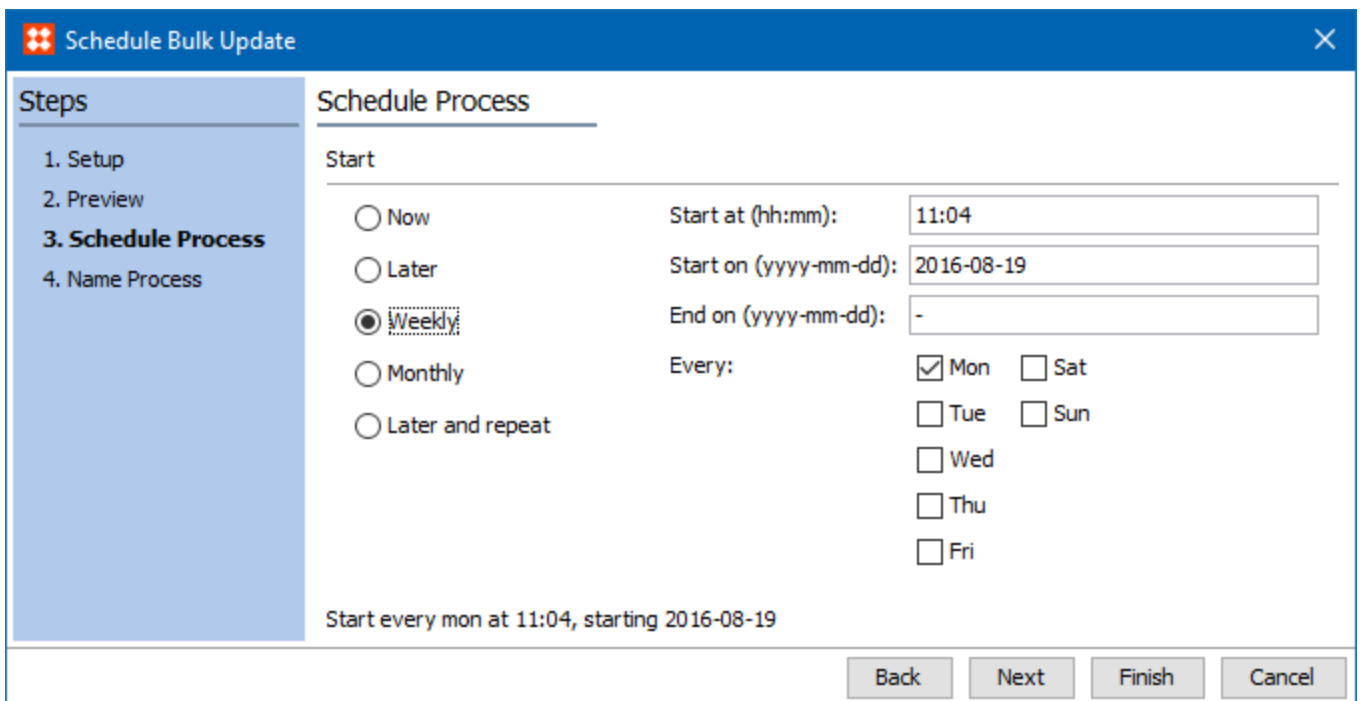 Schedule Bulk Update
Steps
1. Setup
2. Preview
3. Schedule Process
4. Name Process
Schedule Process
Start
Now
Later
Weekly
Monthly
Later and repeat
Start at (hh:mm): 11:04
Start on (yyyy-mm-dd): 2016-08-19
End on (yyyy-mm-dd): -
Every:
Mon Sat
Tue Sun
Wed
Thu
Fri
Start every mon at 11:04, starting 2016-08-19
Back Next Finish Cancel